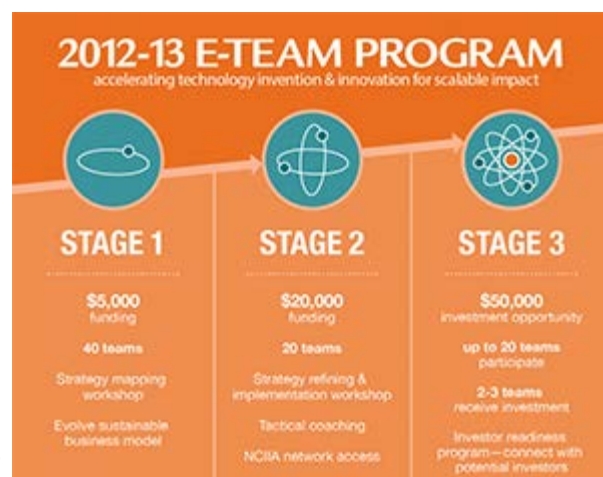 2012-13 E-TEAM PROGRAM
accelerating technology invention & innovation for scalable impact
STAGE 1
$5,000
funding
40 teams
Strategy mapping
workshop
Evolve sustainable
business model
STAGE 2
$20,000
funding
20 teams
Strategy refining &
implementation workshop
Tactical coaching
NCIIA network access
STAGE 3
$50,000
investment opportunity
up to 20 teams
participate
2-3 teams
receive investment
Investor readiness
program—connect with
potential investors